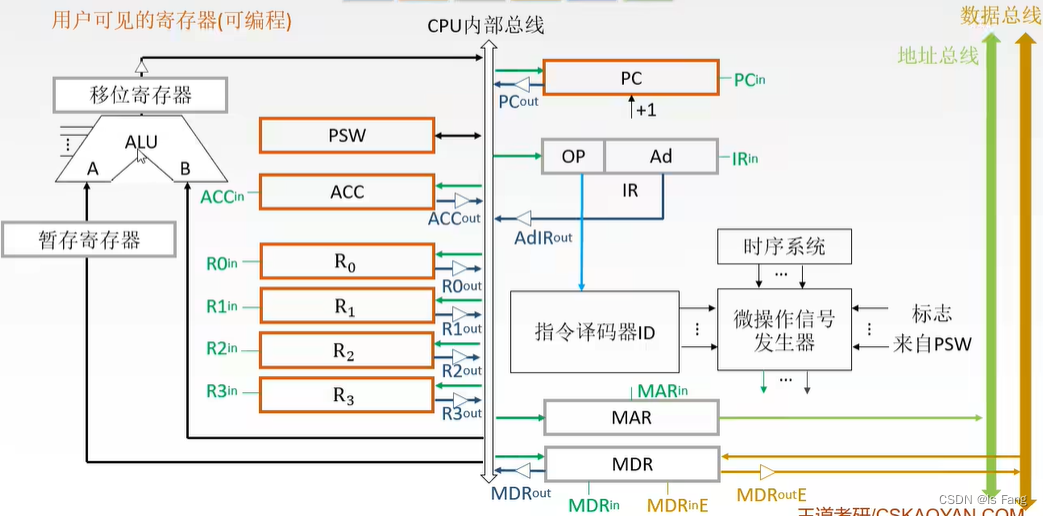 用户可见的寄存器(可编程)
CPU内部总线
数据总线
地址总线
移位寄存器
ALU
A
B
暂存寄存器
PSW
ACCin
ACC
ACCout
R0in
R0
R0out
R1in
R1
R1out
R2in
R2
R2out
R3in
R3
R3out
PC
PCin
PCout
+1
OP
Ad
IRin
IR
AdIRout
时序系统
...
指令译码器ID
...
微操作信号
发生器
...
标志
来自PSW
...
MARin
MAR
MDR
MDRout
MDRin
MDRinE
MDRoutE
CSDN @Is Fang
王道考研/CSKAOYAN.COM